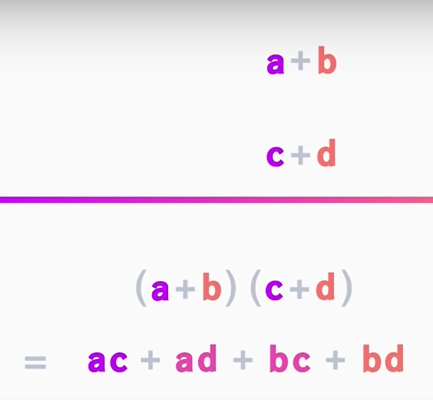 a+b
c+d
(a+b)(c+d)
= ac + ad + bc + bd